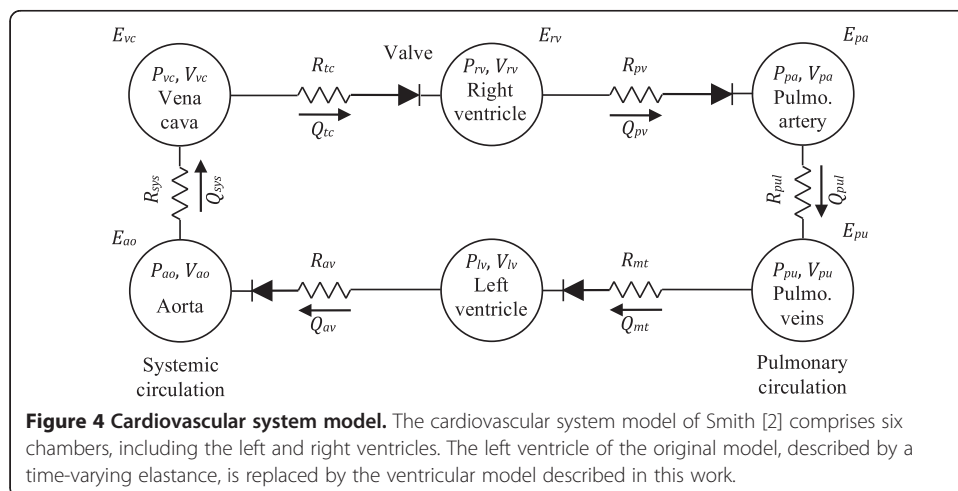 E_vc
P_vc, V_vc
Vena
cava
R_tc
Q_tc
Valve
E_rv
P_rv, V_rv
Right
ventricle
R_pv
Q_pv
E_pa
P_pa, V_pa
Pulmo.
artery
R_sys
Q_sys
R_pul
Q_pul
E_ao
P_ao, V_ao
Aorta
R_av
Q_av
P_lv, V_lv
Left
ventricle
R_mt
Q_mt
E_pu
P_pu, V_pu
Pulmo.
veins
Systemic
circulation
Pulmonary
circulation
Figure 4 Cardiovascular system model. The cardiovascular system model of Smith [2] comprises six
chambers, including the left and right ventricles. The left ventricle of the original model, described by a
time-varying elastance, is replaced by the ventricular model described in this work.